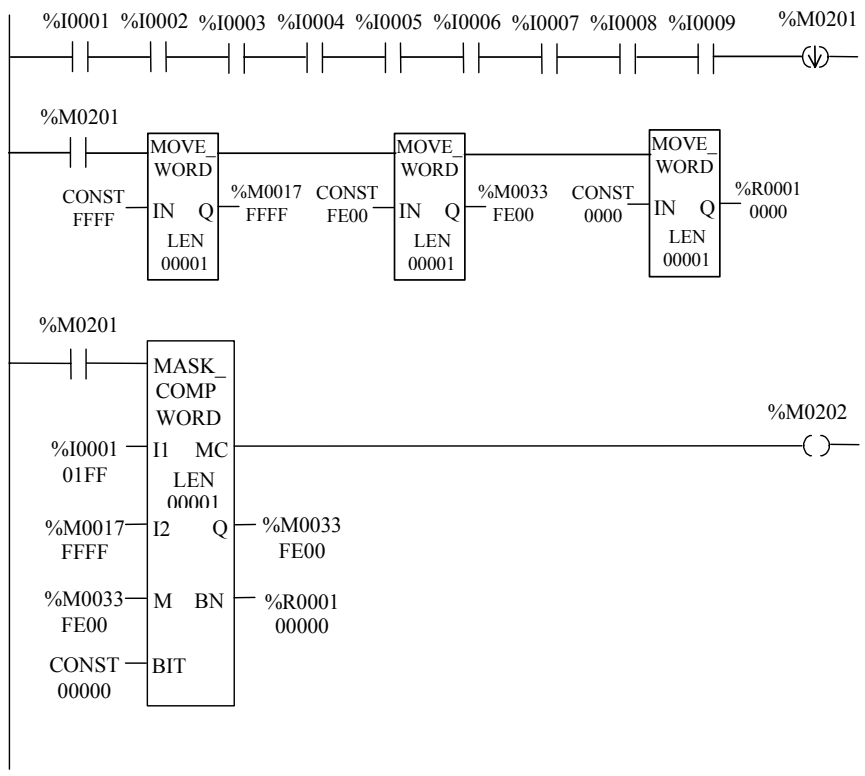 %I0001 %I0002 %I0003 %I0004 %I0005 %I0006 %I0007 %I0008 %I0009 %M0201
%M0201
MOVE_ MOVE_ MOVE_
WORD WORD WORD
CONST %M0017 CONST %M0033 CONST %R0001
FFFF IN Q FFFF FE00 IN Q FE00 0000 IN Q 0000
LEN LEN LEN
00001 00001 00001
%M0201
MASK_
COMP
WORD
%M0202
%I0001 I1 MC
01FF
LEN
00001
%M0017 I2 Q %M0033
FFFF FE00
%M0033 M BN %R0001
FE00 00000
CONST BIT
00000